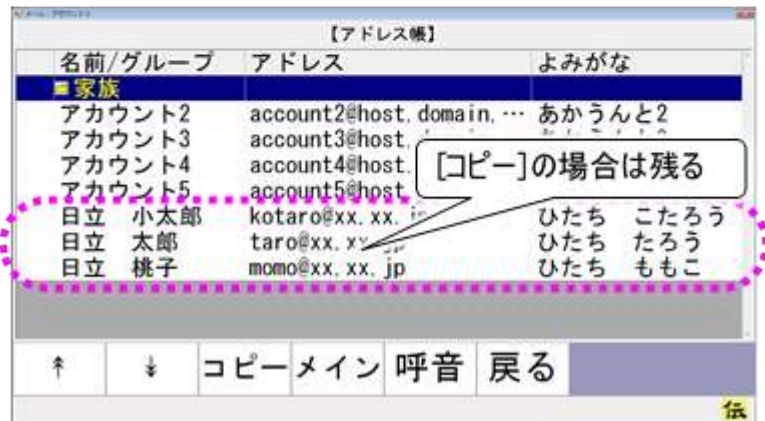 【アドレス帳】
名前/グループ アドレス よみがな
家族
アカウント2 account2@host.domain.… あかうんと2
アカウント3 account3@host.
アカウント4 account4@host.
アカウント5 account5@host.
[コピー]の場合は残る
日立 小太郎 kotaro@xx.xx.jp ひたち こたろう
日立 太郎 taro@xx.xx.jp ひたち たろう
日立 桃子 momo@xx.xx.jp ひたち ももこ
↟ ↡ コピー メイン 呼音 戻る
伝